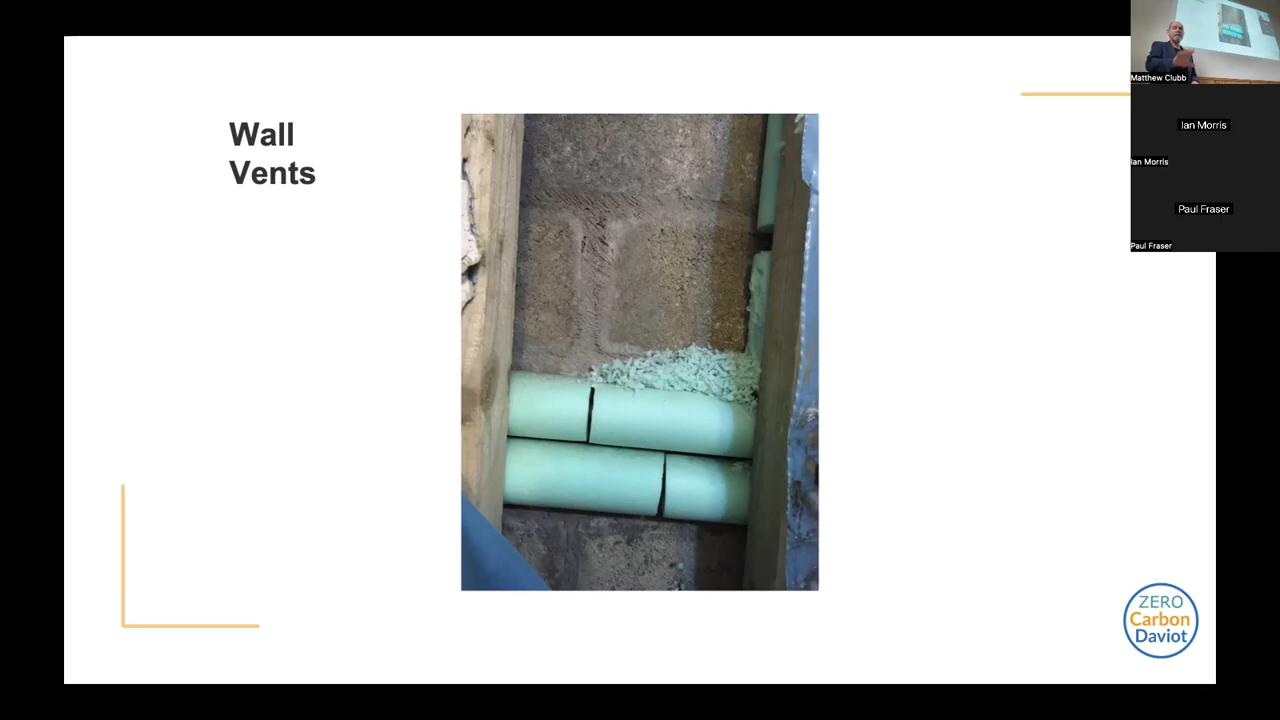 Wall
Vents
ZERO
Carbon
Daviot
Matthew Clubb
Ian Morris
Ian Morris
Paul Fraser
Paul Fraser